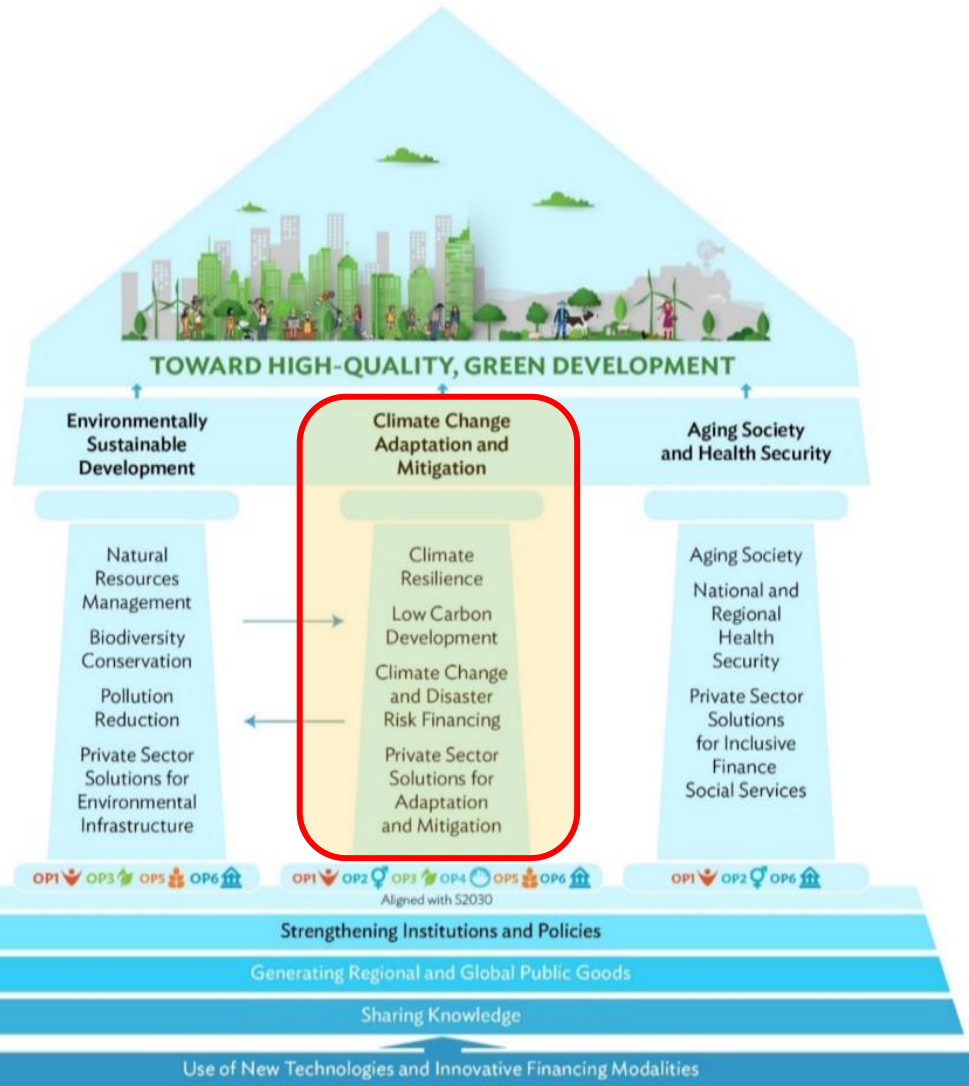 TOWARD HIGH-QUALITY, GREEN DEVELOPMENT
Environmentally
Sustainable
Development
Natural
Resources
Management
Biodiversity
Conservation
Pollution
Reduction
Private Sector
Solutions for
Environmental
Infrastructure
OP1 OP3 OP5 OP6
Climate Change
Adaptation and
Mitigation
Climate
Resilience
Low Carbon
Development
Climate Change
and Disaster
Risk Financing
Private Sector
Solutions for
Adaptation
and Mitigation
OP1 OP2 OP3 OP4 OP5 OP6
Aging Society
and Health Security
Aging Society
National and
Regional
Health
Security
Private Sector
Solutions
for Inclusive
Finance
Social Services
OP1 OP2 OP6
Aligned with S2030
Strengthening Institutions and Policies
Generating Regional and Global Public Goods
Sharing Knowledge
Use of New Technologies and Innovative Financing Modalities